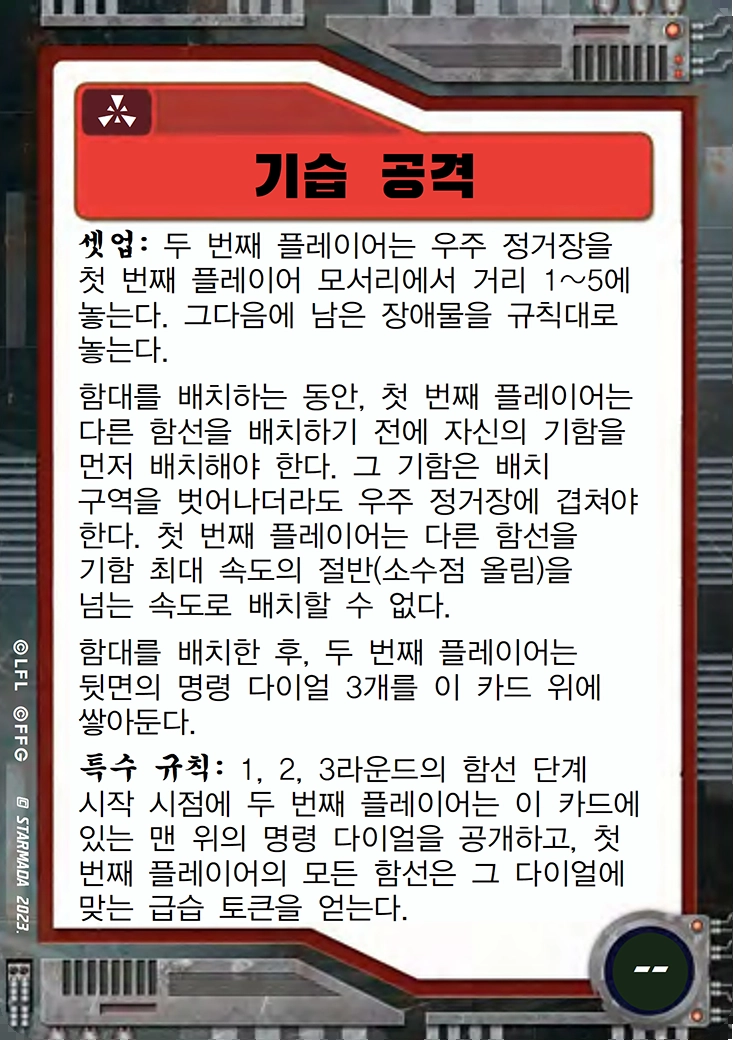 기습 공격
셋업: 두 번째 플레이어는 우주 정거장을
첫 번째 플레이어 모서리에서 거리 1~5에
놓는다. 그다음에 남은 장애물을 규칙대로
놓는다.
함대를 배치하는 동안, 첫 번째 플레이어는
다른 함선을 배치하기 전에 자신의 기함을
먼저 배치해야 한다. 그 기함은 배치
구역을 벗어나더라도 우주 정거장에 겹쳐야
한다. 첫 번째 플레이어는 다른 함선을
기함 최대 속도의 절반(소수점 올림)을
넘는 속도로 배치할 수 없다.
함대를 배치한 후, 두 번째 플레이어는
뒷면의 명령 다이얼 3개를 이 카드 위에
쌓아둔다.
특수 규칙: 1, 2, 3라운드의 함선 단계
시작 시점에 두 번째 플레이어는 이 카드에
있는 맨 위의 명령 다이얼을 공개하고, 첫
번째 플레이어의 모든 함선은 그 다이얼에
맞는 급습 토큰을 얻는다.
--
©LFL ©FFG © STARMADA 2023.